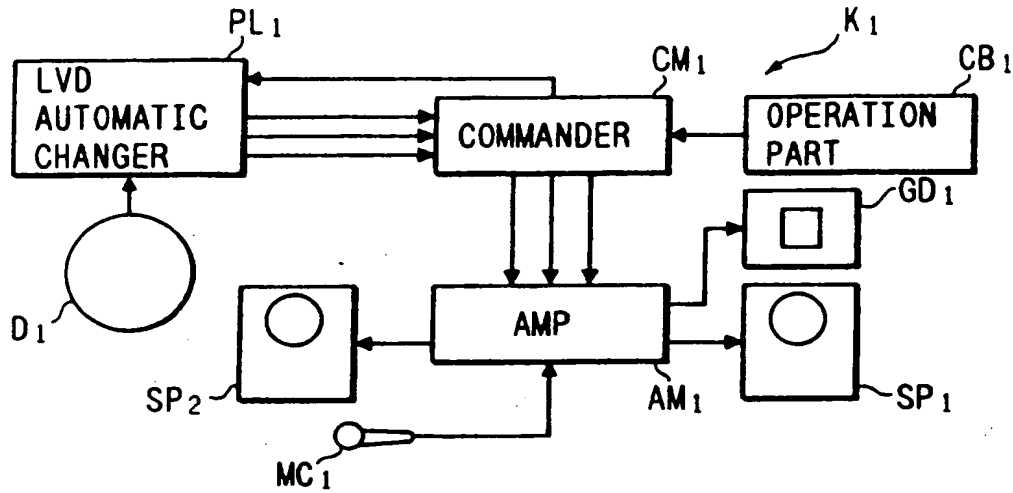 PL1
K1
CM1
CB1
LVD
AUTOMATIC
CHANGER
COMMANDER
OPERATION
PART
GD1
D1
AMP
SP2
AM1
SP1
MC1